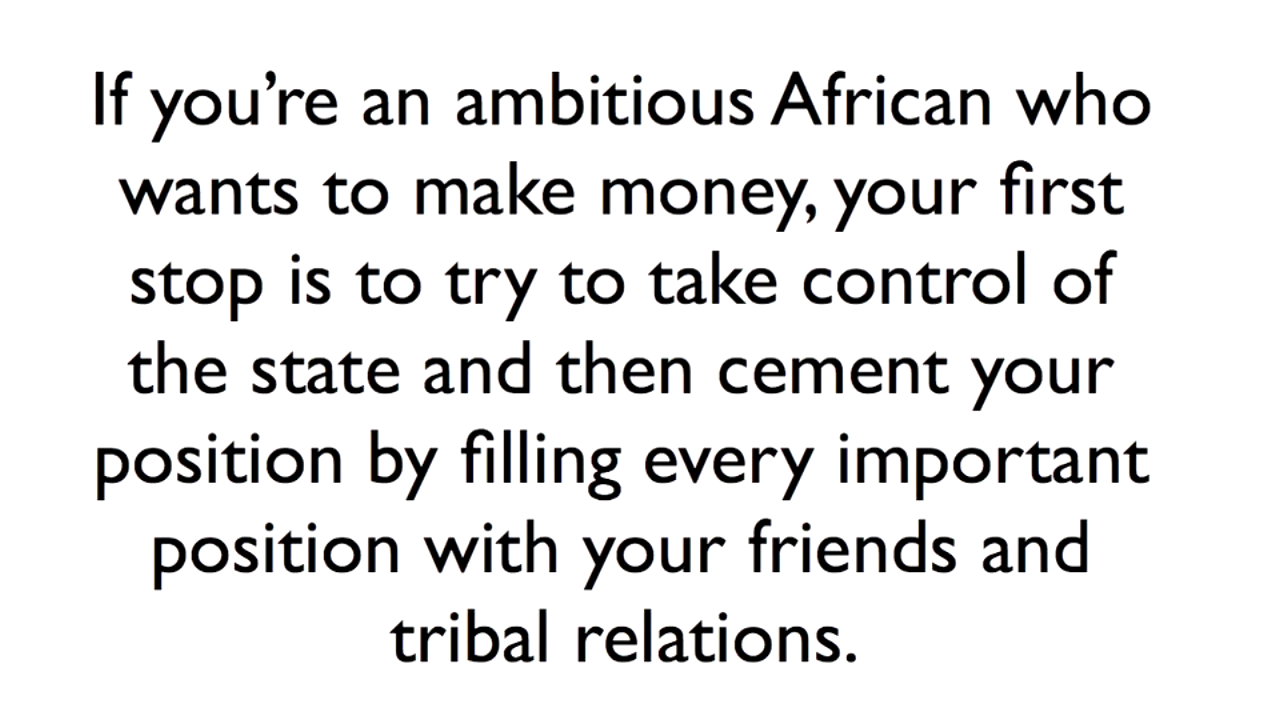 If you’re an ambitious African who
wants to make money, your first
stop is to try to take control of
the state and then cement your
position by filling every important
position with your friends and
tribal relations.